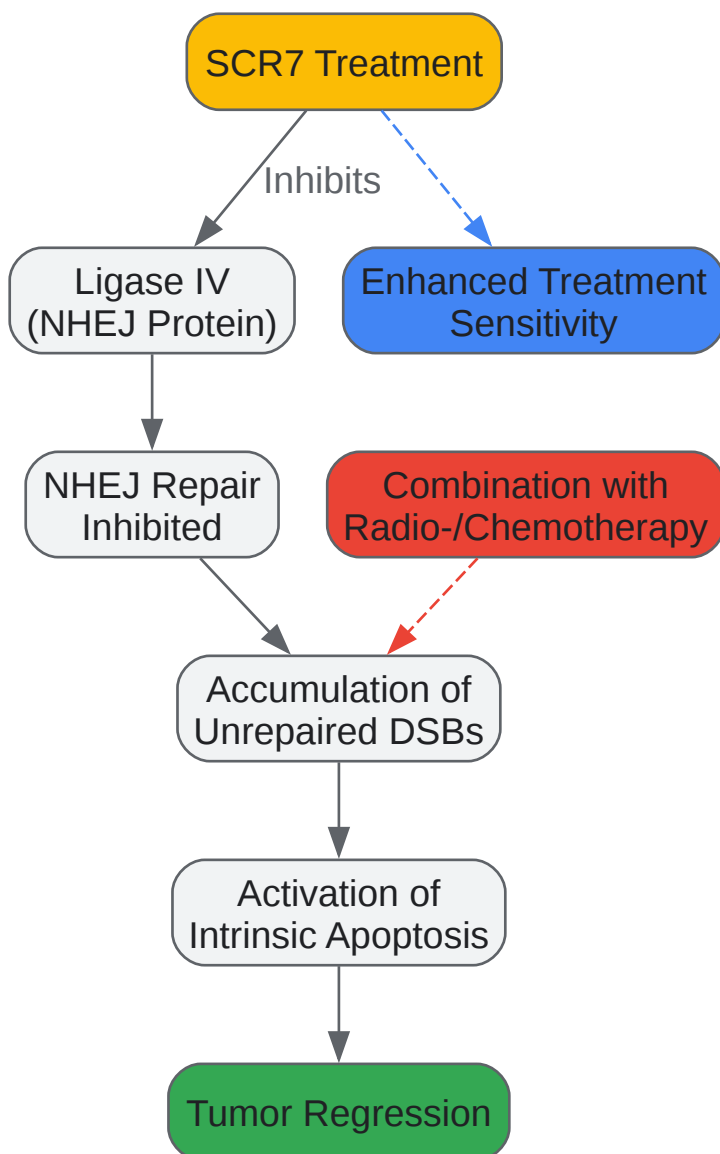 SCR7 Treatment
Inhibits
Ligase IV
(NHEJ Protein)
Enhanced Treatment
Sensitivity
NHEJ Repair
Inhibited
Combination with
Radio-/Chemotherapy
Accumulation of
Unrepaired DSBs
Activation of
Intrinsic Apoptosis
Tumor Regression